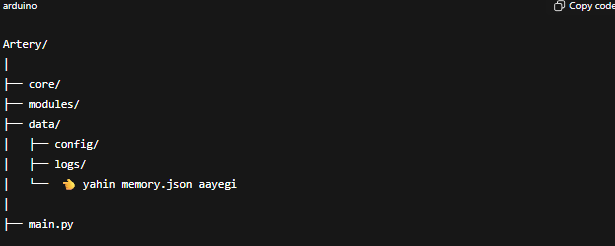 arduino
Copy code
Artery/
|
├── core/
├── modules/
├── data/
│   ├── config/
│   ├── logs/
│   └── 👈 yahin memory.json aayegi
|
├── main.py